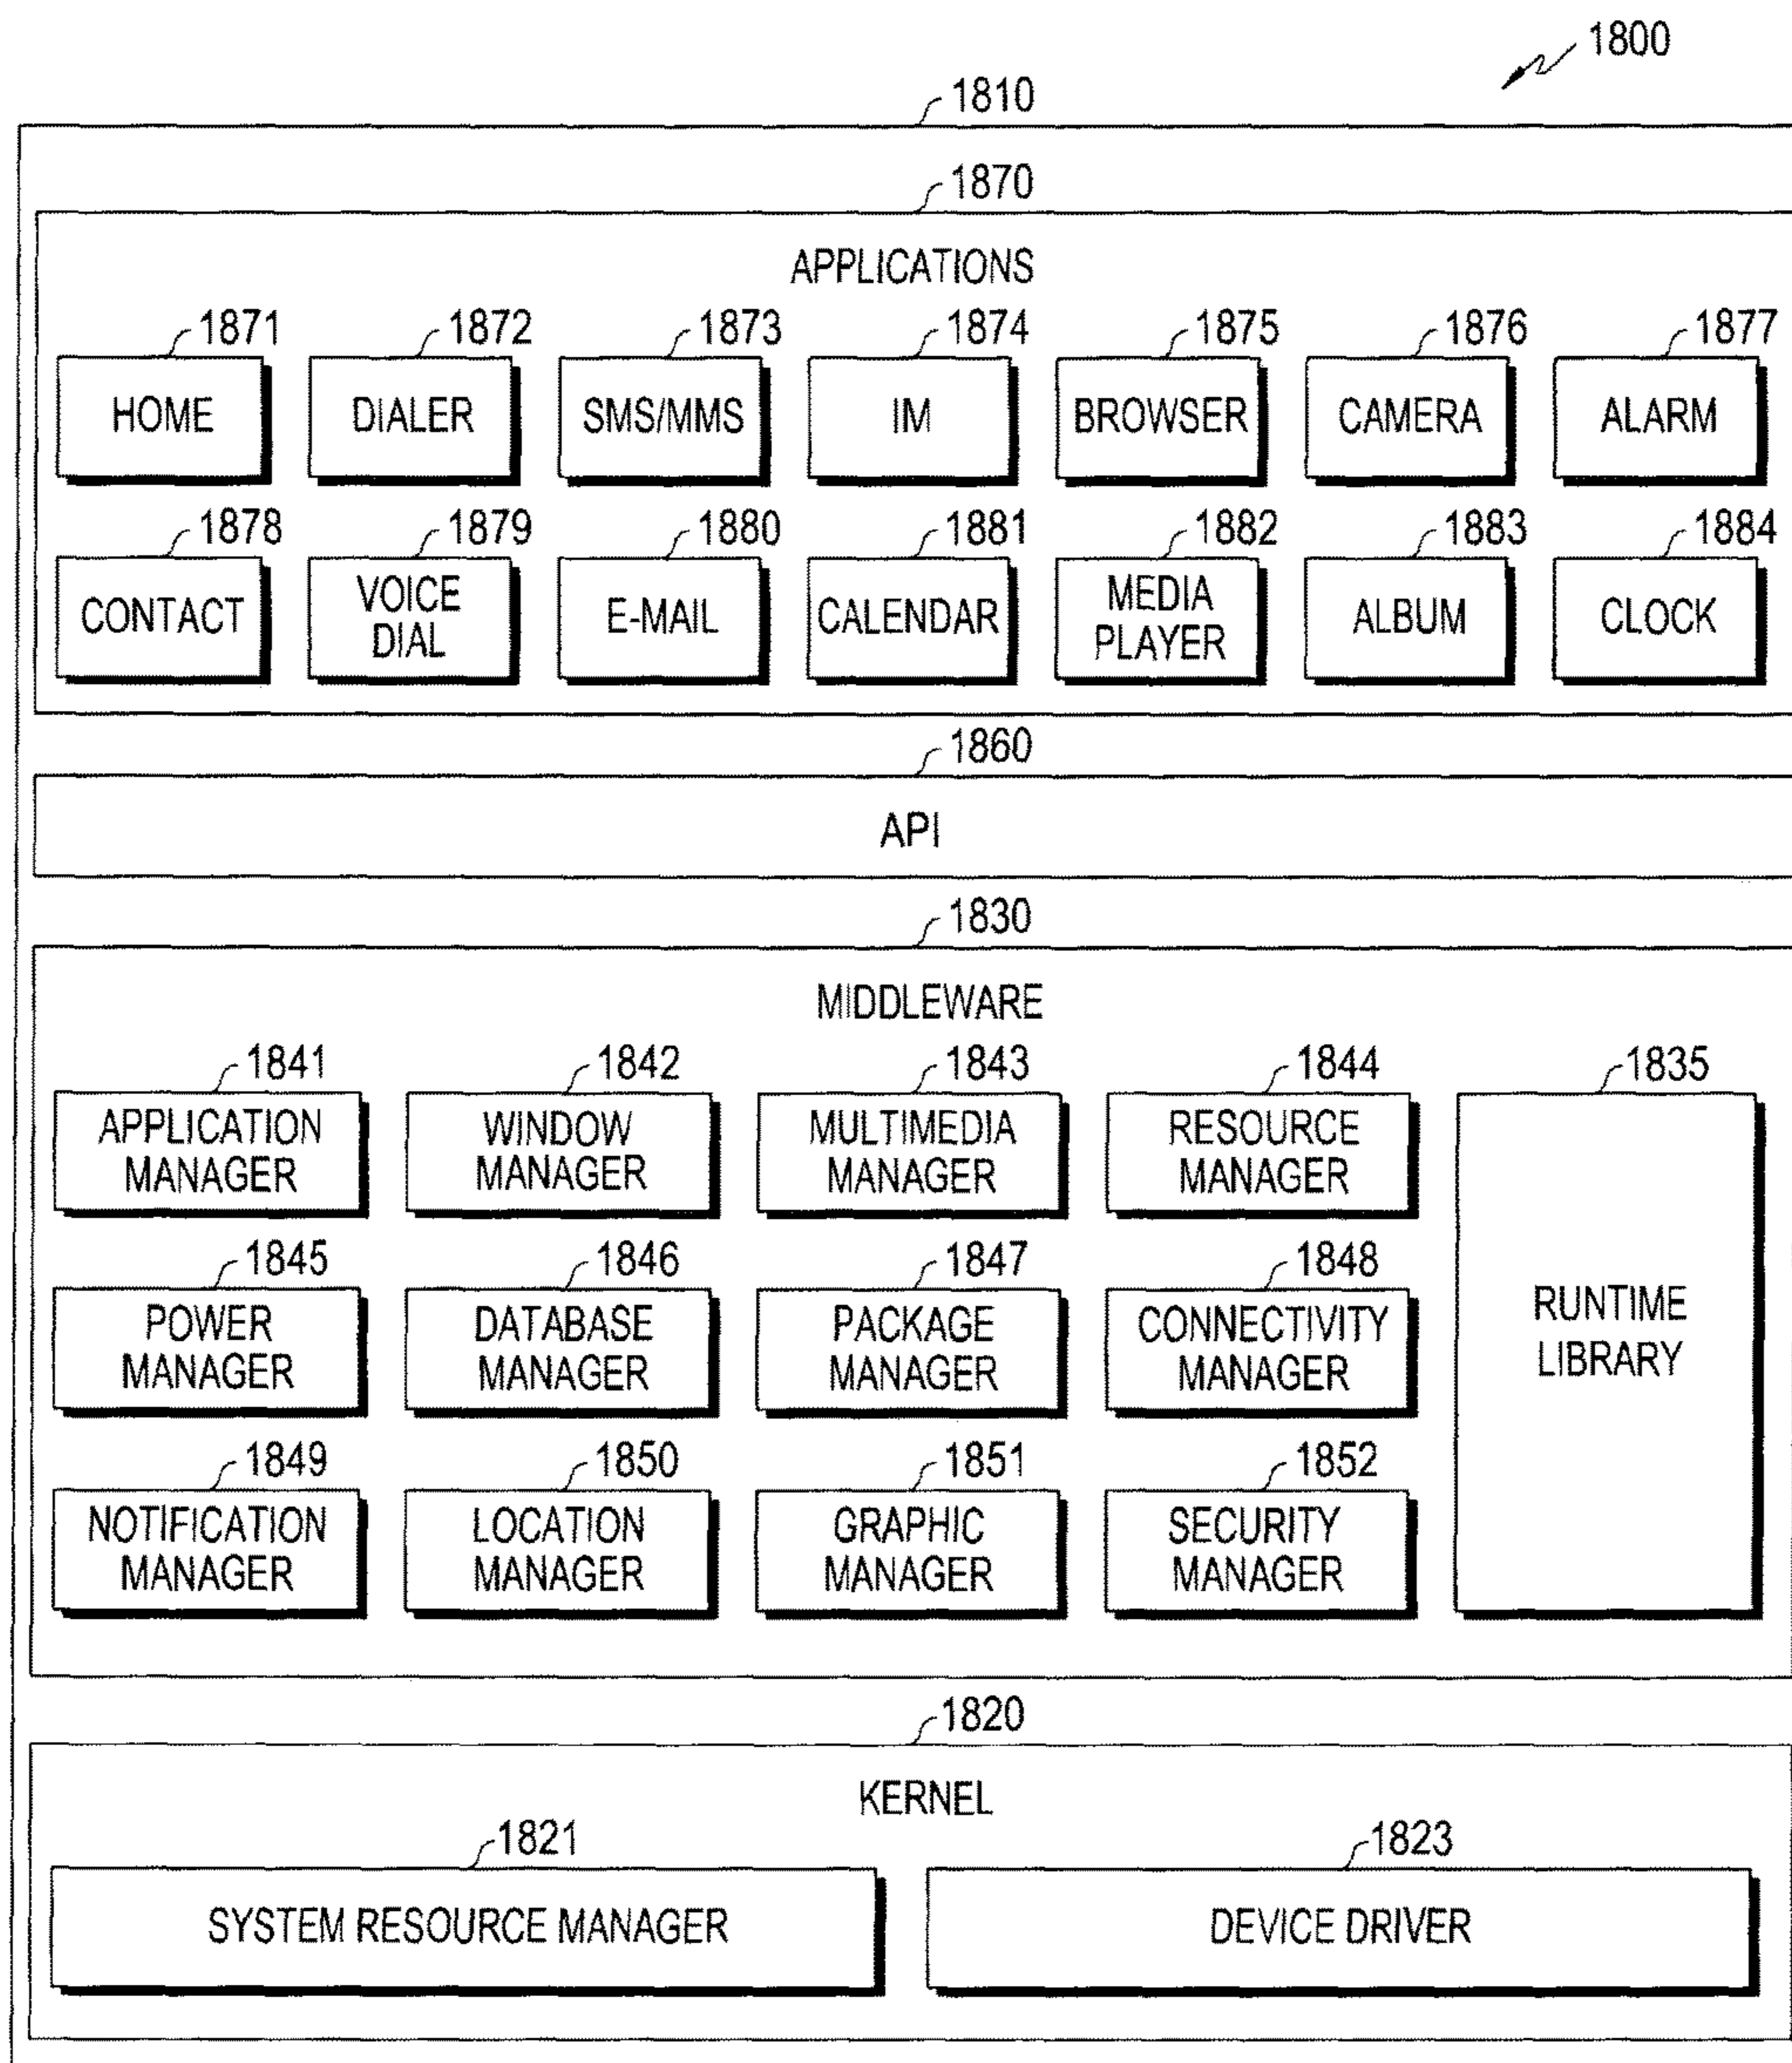 1800
1810
1870
APPLICATIONS
1871 1872 1873 1874 1875 1876 1877
HOME DIALER SMS/MMS IM BROWSER CAMERA ALARM
1878 1879 1880 1881 1882 1883 1884
CONTACT VOICE DIAL E-MAIL CALENDAR MEDIA PLAYER ALBUM CLOCK
1860
API
1830
MIDDLEWARE
1841 1842 1843 1844 1835
APPLICATION MANAGER WINDOW MANAGER MULTIMEDIA MANAGER RESOURCE MANAGER
1845 1846 1847 1848
POWER MANAGER DATABASE MANAGER PACKAGE MANAGER CONNECTIVITY MANAGER RUNTIME LIBRARY
1849 1850 1851 1852
NOTIFICATION MANAGER LOCATION MANAGER GRAPHIC MANAGER SECURITY MANAGER
1820
KERNEL
1821 1823
SYSTEM RESOURCE MANAGER DEVICE DRIVER